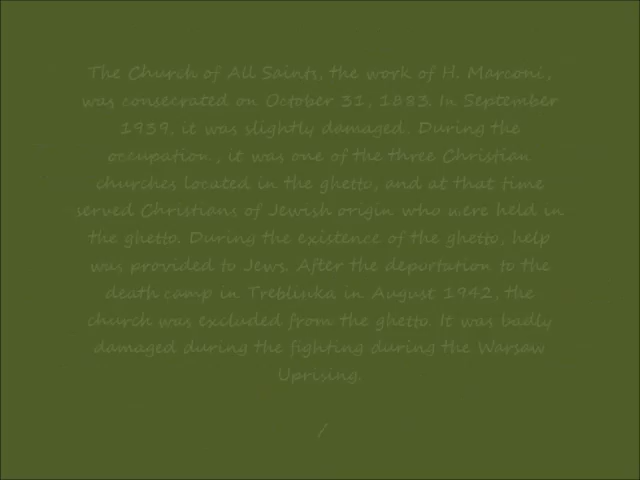 The Church of All Saints, the work of H. Marconi,
was consecrated on October 31, 1883. In September
1939, it was slightly damaged. During the
occupation, it was one of the three Christian
churches located in the ghetto, and at that time
served Christians of Jewish origin who were held in
the ghetto. During the existence of the ghetto, help
was provided to Jews. After the deportation to the
death camp in Treblinka in August 1942, the
church was excluded from the ghetto. It was badly
damaged during the fighting during the Warsaw
Uprising.
/